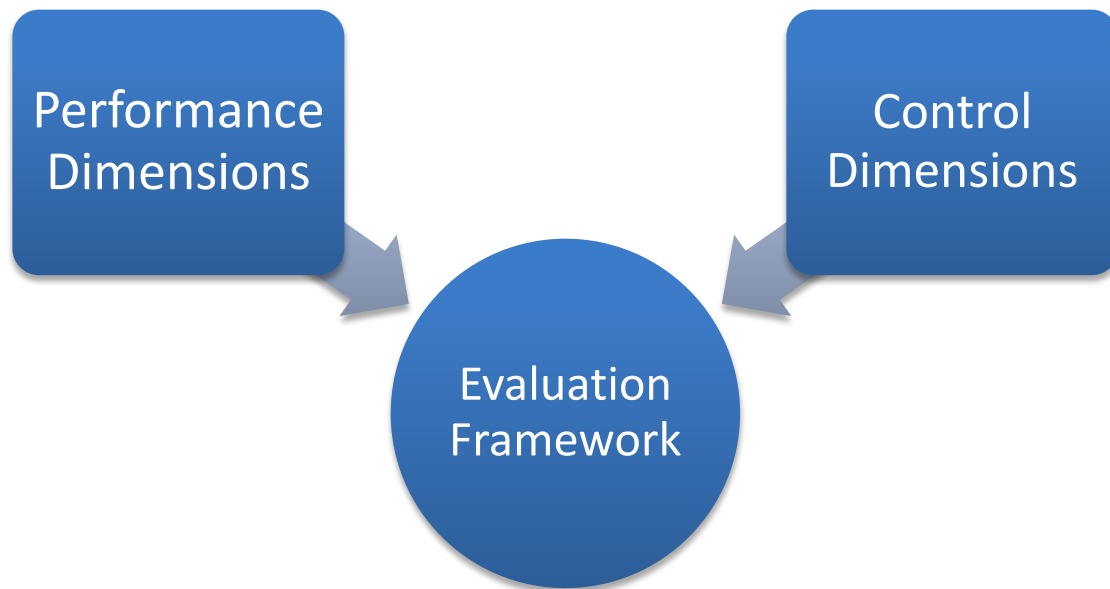 Performance
Dimensions
Control
Dimensions
Evaluation
Framework